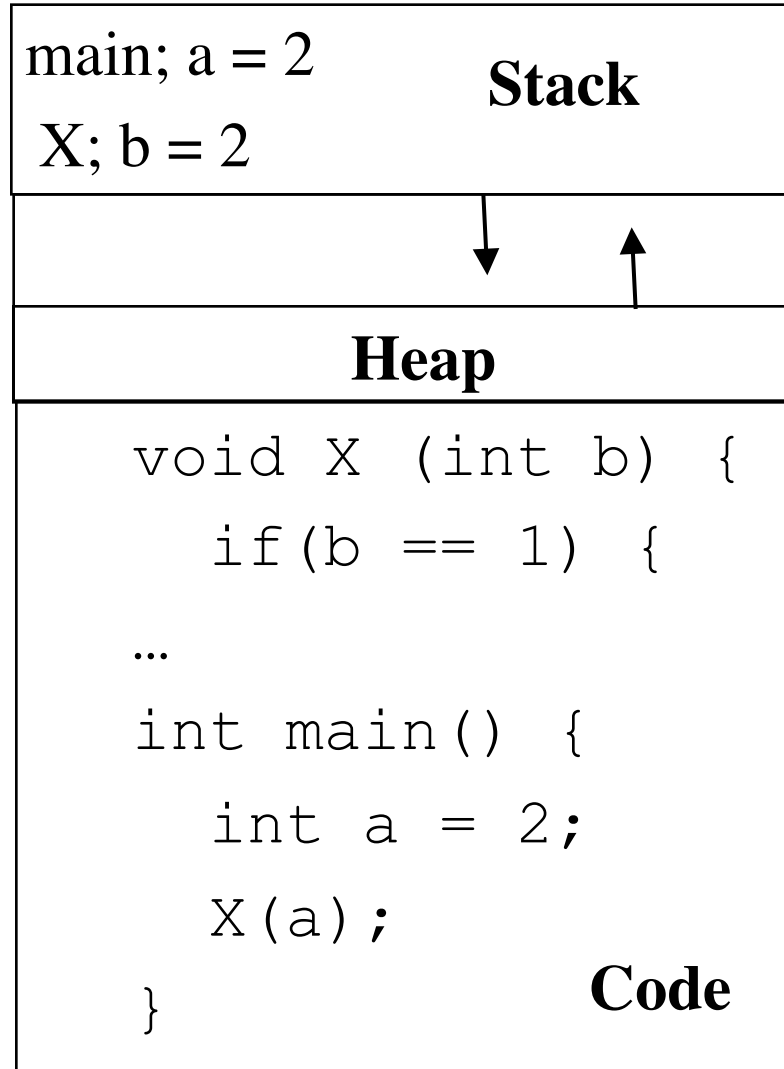 main; a = 2
Stack
X; b = 2
Heap
void X (int b) {
if(b == 1) {
…
int main() {
int a = 2;
X(a);
}
Code